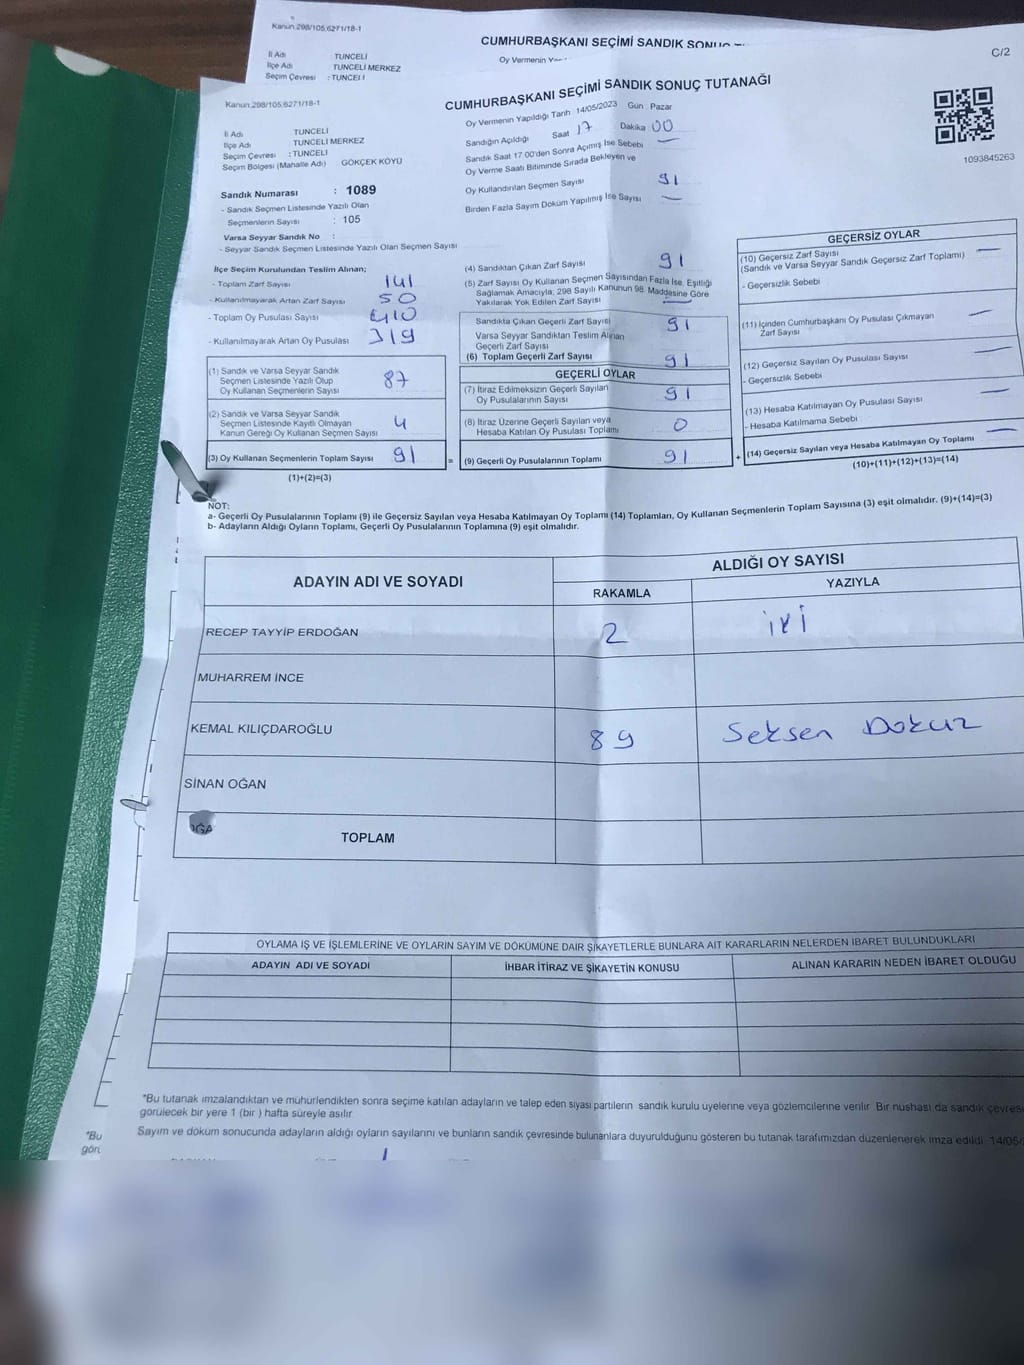 Kanun.298/105,6271/18-1
CUMHURBAŞKANI SEÇİMİ SANDIK SONUÇ
İl Adı : TUNCELİ
İlçe Adı TUNCELİ MERKEZ
Seçim Çevresi : TUNCELİ
Oy Vermenin
C/2
Kanun.298/105,6271/18-1
CUMHURBAŞKANI SEÇİMİ SANDIK SONUÇ TUTANAĞI
1093845263
İl Adı TUNCELİ
İlçe Adı TUNCELİ MERKEZ
Seçim Çevresi : TUNCELİ
Seçim Bölgesi (Mahalle Adı) GÖKÇEK KÖYÜ
Sandık Numarası : 1089
- Sandık Seçmen Listesinde Yazılı Olan
Seçmenlerin Sayısı : 105
Varsa Seyyar Sandık No :
- Seyyar Sandık Seçmen Listesinde Yazılı Olan Seçmen Sayısı
Oy Vermenin Yapıldığı Tarih 14/05/2023 Gün Pazar
Sandığın Açıldığı Saat 17 Dakika 00
Sandık Saat 17.00'den Sonra Açılmış İse Sebebi —
Oy Verme Saati Bitiminde Sırada Bekleyen ve
Oy Kullandırılan Seçmen Sayısı 91
Birden Fazla Sayım Döküm Yapılmış İse Sayısı —
İlçe Seçim Kurulundan Teslim Alınan;
- Toplam Zarf Sayısı 141
- Kullanılmayarak Artan Zarf Sayısı 50
- Toplam Oy Pusulası Sayısı 410
- Kullanılmayarak Artan Oy Pusulası 319
(1) Sandık ve Varsa Seyyar Sandık
Seçmen Listesinde Yazılı Olup
Oy Kullanan Seçmenlerin Sayısı 87
(2) Sandık ve Varsa Seyyar Sandık
Seçmen Listesinde Kayıtlı Olmayan
Kanun Gereği Oy Kullanan Seçmen Sayısı 4
(3) Oy Kullanan Seçmenlerin Toplam Sayısı 91
(1)+(2)=(3)
(4) Sandıktan Çıkan Zarf Sayısı 91
(5) Zarf Sayısı Oy Kullanan Seçmen Sayısından Fazla İse, Eşitliği
Sağlamak Amacıyla, 298 Sayılı Kanunun 98. Maddesine Göre
Yakılarak Yok Edilen Zarf Sayısı —
Sandıkta Çıkan Geçerli Zarf Sayısı 91
Varsa Seyyar Sandıktan Teslim Alınan
Geçerli Zarf Sayısı
(6) Toplam Geçerli Zarf Sayısı 91
GEÇERLİ OYLAR
(7) İtiraz Edilmeksizin Geçerli Sayılan
Oy Pusulalarının Sayısı 91
(8) İtiraz Üzerine Geçerli Sayılan veya
Hesaba Katılan Oy Pusulası Toplamı 0
= (9) Geçerli Oy Pusulalarının Toplamı 91
GEÇERSİZ OYLAR
(10) Geçersiz Zarf Sayısı —
(Sandık ve Varsa Seyyar Sandık Geçersiz Zarf Toplamı)
- Geçersizlik Sebebi
(11) İçinden Cumhurbaşkanı Oy Pusulası Çıkmayan —
Zarf Sayısı
(12) Geçersiz Sayılan Oy Pusulası Sayısı —
- Geçersizlik Sebebi
(13) Hesaba Katılmayan Oy Pusulası Sayısı —
- Hesaba Katılmama Sebebi
+ (14) Geçersiz Sayılan veya Hesaba Katılmayan Oy Toplamı —
(10)+(11)+(12)+(13)=(14)
NOT:
a- Geçerli Oy Pusulalarının Toplamı (9) ile Geçersiz Sayılan veya Hesaba Katılmayan Oy Toplamı (14) Toplamları, Oy Kullanan Seçmenlerin Toplam Sayısına (3) eşit olmalıdır. (9)+(14)=(3)
b- Adayların Aldığı Oyların Toplamı, Geçerli Oy Pusulalarının Toplamına (9) eşit olmalıdır.
ADAYIN ADI VE SOYADI
ALDIĞI OY SAYISI
RAKAMLA YAZIYLA
RECEP TAYYİP ERDOĞAN 2 iki
MUHARREM İNCE
KEMAL KILIÇDAROĞLU 89 Seksen Dokuz
SİNAN OĞAN
OĞA
TOPLAM
OYLAMA İŞ VE İŞLEMLERİNE VE OYLARIN SAYIM VE DÖKÜMÜNE DAİR ŞİKAYETLERLE BUNLARA AİT KARARLARIN NELERDEN İBARET BULUNDUKLARI
ADAYIN ADI VE SOYADI İHBAR İTİRAZ VE ŞİKAYETİN KONUSU ALINAN KARARIN NEDEN İBARET OLDUĞU
*Bu tutanak imzalandıktan ve mühürlendikten sonra seçime katılan adayların ve talep eden siyasi partilerin sandık kurulu üyelerine veya gözlemcilerine verilir. Bir nüshası da sandık çevres
görülecek bir yere 1 (bir ) hafta süreyle asılır.
Sayım ve döküm sonucunda adayların aldığı oyların sayılarını ve bunların sandık çevresinde bulunanlara duyurulduğunu gösteren bu tutanak tarafımızdan düzenlenerek imza edildi. 14/05/
*Bu
görü